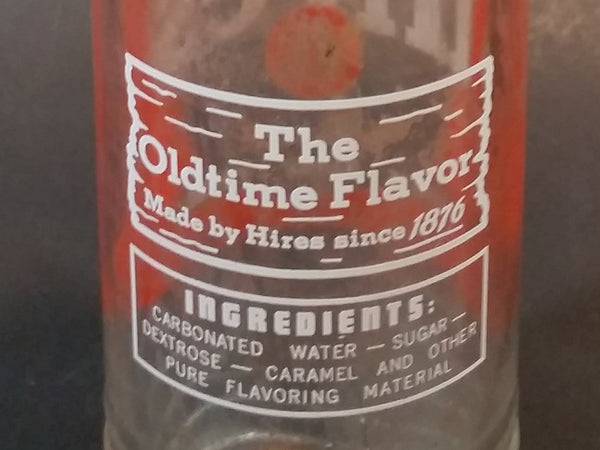 The
Oldtime Flavor
Made by Hires since 1876
INGREDIENTS:
CARBONATED WATER — SUGAR —
DEXTROSE — CARAMEL AND OTHER
PURE FLAVORING MATERIAL